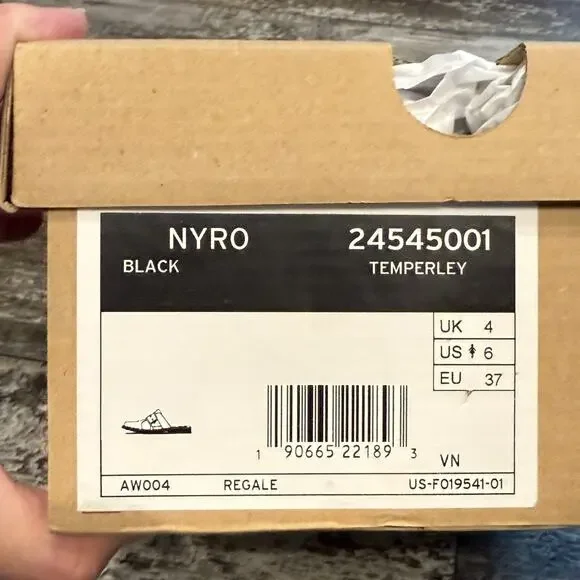 NYRO 24545001
BLACK TEMPERLEY
UK 4
US 6
EU 37
1 90665 22189 3
VN
AW004 REGALE US-F019541-01